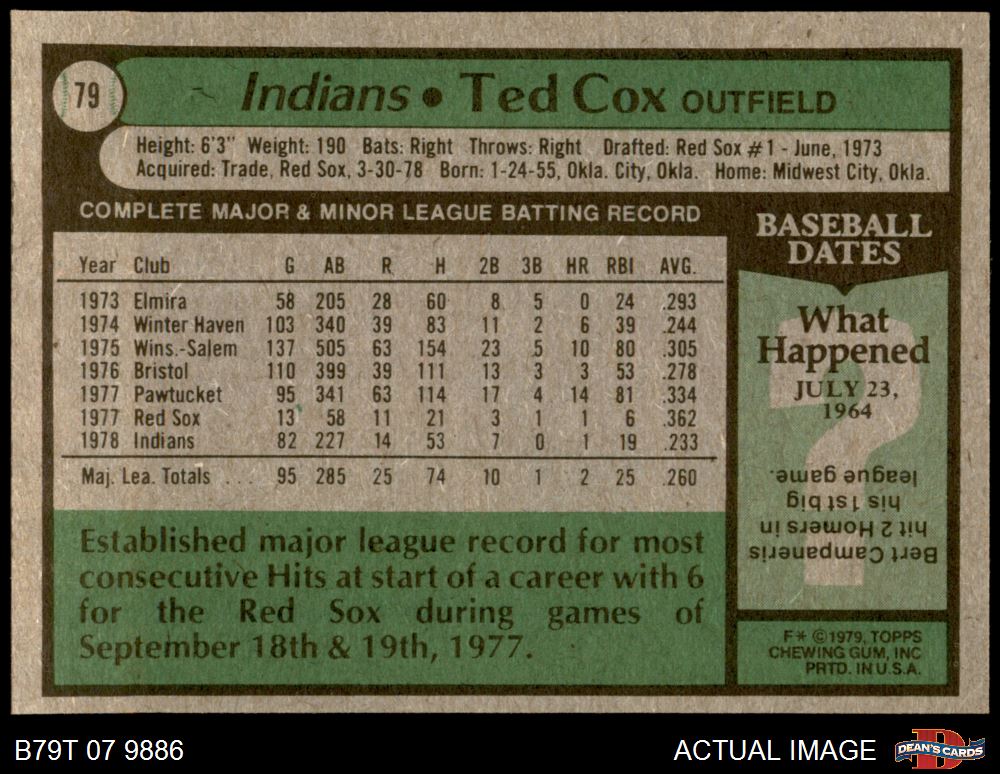 79
Indians • Ted Cox OUTFIELD
Height: 6'3" Weight: 190 Bats: Right Throws: Right Drafted: Red Sox #1 - June, 1973
Acquired: Trade, Red Sox, 3-30-78 Born: 1-24-55, Okla. City, Okla. Home: Midwest City, Okla.
COMPLETE MAJOR & MINOR LEAGUE BATTING RECORD
Year Club G AB R H 2B 3B HR RBI AVG.
1973 Elmira 58 205 28 60 8 5 0 24 .293
1974 Winter Haven 103 340 39 83 11 2 6 39 .244
1975 Wins.-Salem 137 505 63 154 23 5 10 80 .305
1976 Bristol 110 399 39 111 13 3 3 53 .278
1977 Pawtucket 95 341 63 114 17 4 14 81 .334
1977 Red Sox 13 58 11 21 3 1 1 6 .362
1978 Indians 82 227 14 53 7 0 1 19 .233
Maj. Lea. Totals . . . 95 285 25 74 10 1 2 25 .260
Established major league record for most
consecutive Hits at start of a career with 6
for the Red Sox during games of
September 18th & 19th, 1977.
BASEBALL
DATES
What
Happened
JULY 23,
1964
?
Bert Campaneris
hit 2 Homers in
his 1st big
league game.
F* ©1979, TOPPS
CHEWING GUM, INC
PRTD. IN U.S.A.
B79T 07 9886
ACTUAL IMAGE
D
DEAN'S CARDS